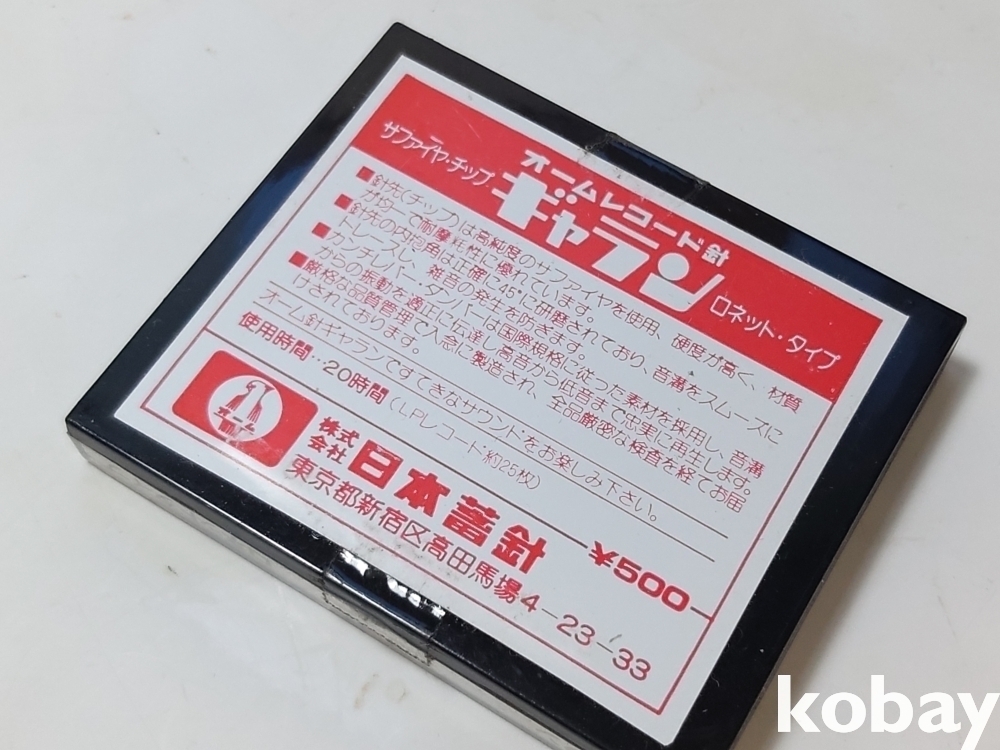 オームレコード針
サファイヤ・チップ ギャラン ロネット・タイプ
■針先(チップ)は高純度のサファイヤを使用、硬度が高く、材質
が均一で耐摩耗性に優れています。
■針先の内抱角は正確に45°に研磨されており、音溝をスムーズに
トレースし、雑音の発生を防ぎます。
■カンチレバー・ダンパーは国際規格に従った素材を採用し、音溝
からの振動を適正に伝達し高音から低音まで忠実に再生します。
■厳格な品質管理で入念に製造され、全品厳密な検査を経てお届
けされております。
オーム針ギャランですてきなサウンドをお楽しみ下さい。
使用時間…20時間(LPレコード約25枚)
¥500
オーム
株式会社 日本蓄針
東京都新宿区高田馬場4-23-33
kobay